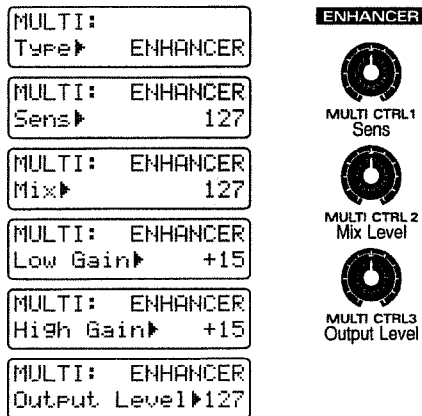 MULTI:
Type▶ ENHANCER
MULTI: ENHANCER
Sens▶ 127
MULTI: ENHANCER
Mix▶ 127
MULTI: ENHANCER
Low Gain▶ +15
MULTI: ENHANCER
High Gain▶ +15
MULTI: ENHANCER
Output Level▶127
ENHANCER
MULTI CTRL1
Sens
MULTI CTRL 2
Mix Level
MULTI CTRL3
Output Level